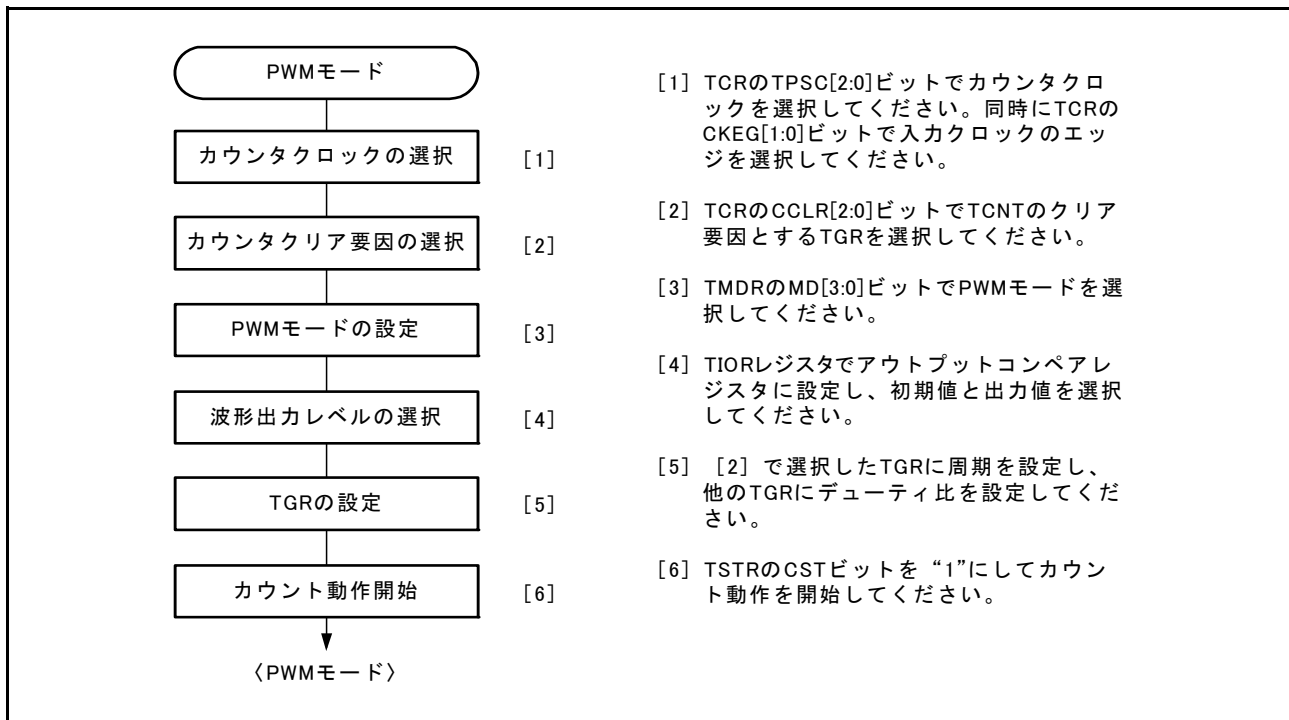 PWMモード
カウンタクロックの選択 [1]
カウンタクリア要因の選択 [2]
PWMモードの設定 [3]
波形出力レベルの選択 [4]
TGRの設定 [5]
カウント動作開始 [6]
〈PWMモード〉
[1] TCRのTPSC[2:0]ビットでカウンタクロ
ックを選択してください。同時にTCRの
CKEG[1:0]ビットで入力クロックのエッ
ジを選択してください。
[2] TCRのCCLR[2:0]ビットでTCNTのクリア
要因とするTGRを選択してください。
[3] TMDRのMD[3:0]ビットでPWMモードを選
択してください。
[4] TIORレジスタでアウトプットコンペアレ
ジスタに設定し、初期値と出力値を選択
してください。
[5] [2] で選択したTGRに周期を設定し、
他のTGRにデューティ比を設定してくだ
さい。
[6] TSTRのCSTビットを “1”にしてカウン
ト動作を開始してください。